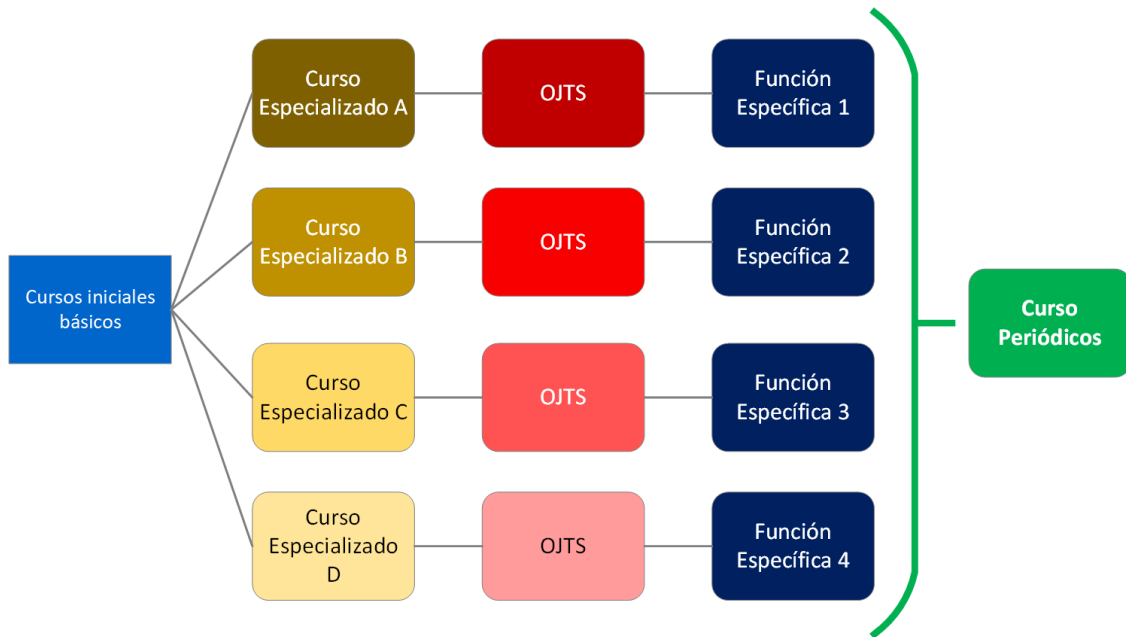 Curso
Especializado A
OJTS
Función
Específica 1
Curso
Especializado B
OJTS
Función
Específica 2
Cursos iniciales
básicos
Curso
Periódicos
Curso
Especializado C
OJTS
Función
Específica 3
Curso
Especializado
D
OJTS
Función
Específica 4